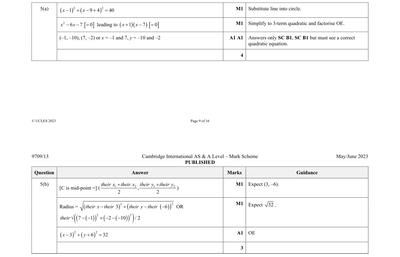 5(a) (x – 1)² + (x – 9 + 4)² = 40 M1 Substitute line into circle.
x² – 6x – 7 [= 0] leading to (x + 1)(x – 7) [= 0] M1 Simplify to 3-term quadratic and factorise OE.
(–1, –10), (7, –2) or x = –1 and 7, y = –10 and –2 A1 A1 Answers only SC B1, SC B1 but must see a correct
quadratic equation.
4
© UCLES 2023 Page 9 of 16
9709/13 Cambridge International AS & A Level – Mark Scheme May/June 2023
PUBLISHED
Question Answer Marks Guidance
5(b) [C is mid-point =] ( their x₁ + their x₂ / 2 , their y₁ + their y₂ / 2 ) M1 Expect (3, –6).
Radius = √((their x – their 3)² + (their y – their (–6))²) OR M1 Expect √32 .
their √((7 – (–1))² + (–2 – (–10))²) / 2
(x – 3)² + (y + 6)² = 32 A1 OE
3